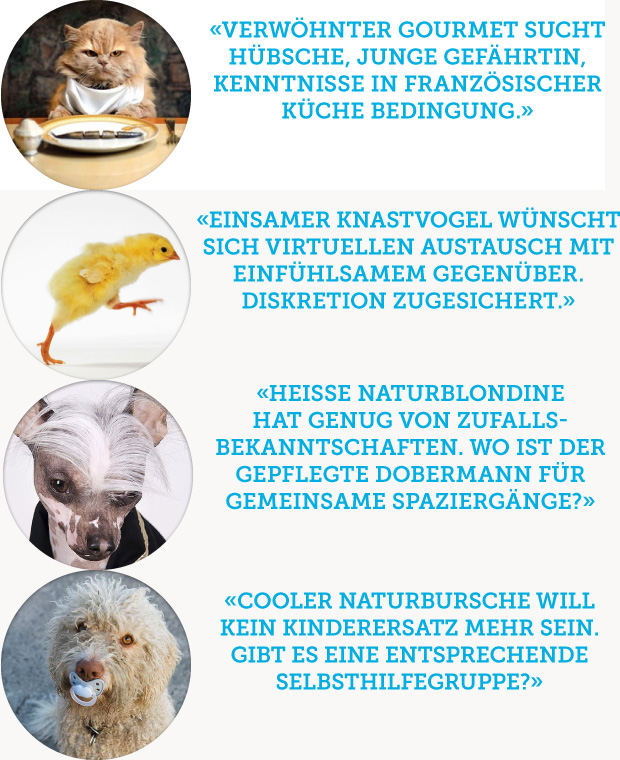 «VERWÖHNTER GOURMET SUCHT
HÜBSCHE, JUNGE GEFÄHRTIN,
KENNTNISSE IN FRANZÖSISCHER
KÜCHE BEDINGUNG.»
«EINSAMER KNASTVOGEL WÜNSCHT
SICH VIRTUELLEN AUSTAUSCH MIT
EINFÜHLSAMEM GEGENÜBER.
DISKRETION ZUGESICHERT.»
«HEISSE NATURBLONDINE
HAT GENUG VON ZUFALLS-
BEKANNTSCHAFTEN. WO IST DER
GEPFLEGTE DOBERMANN FÜR
GEMEINSAME SPAZIERGÄNGE?»
«COOLER NATURBURSCHE WILL
KEIN KINDERERSATZ MEHR SEIN.
GIBT ES EINE ENTSPRECHENDE
SELBSTHILFEGRUPPE?»